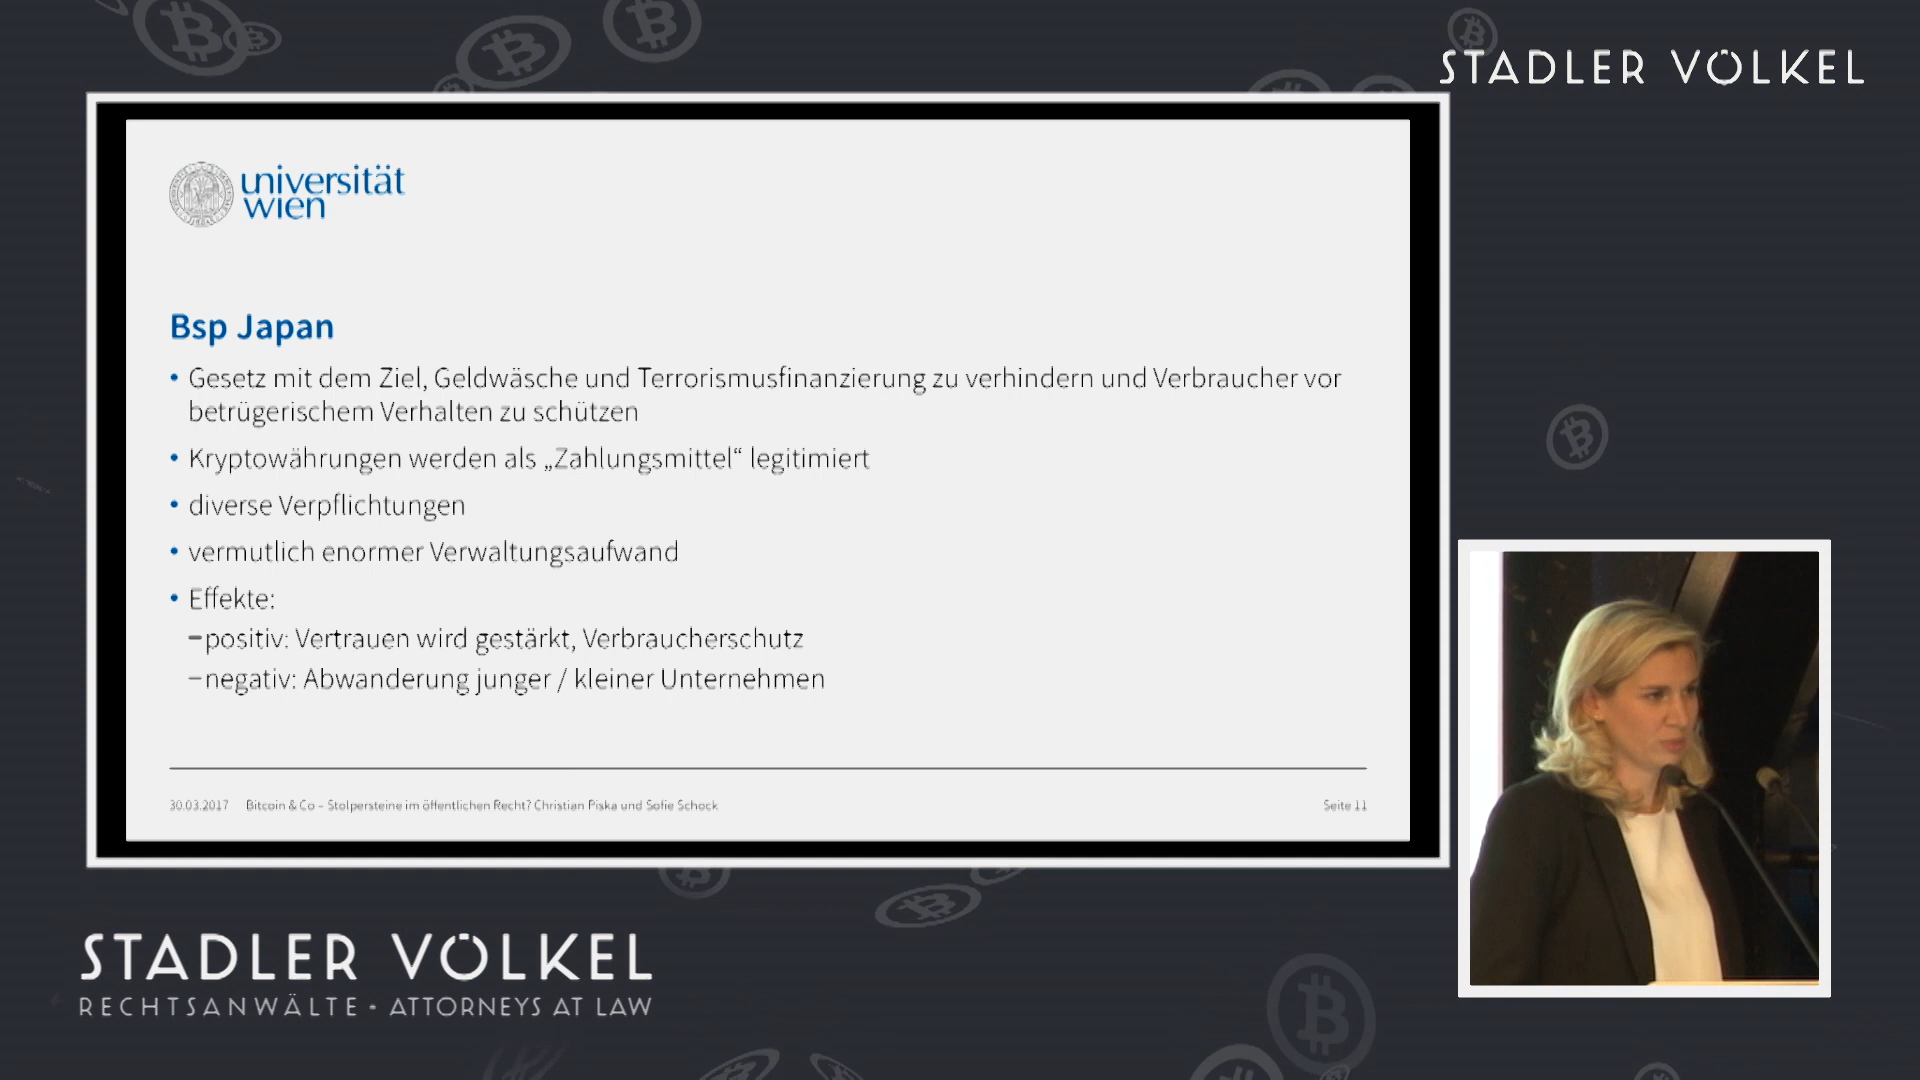 STADLER VÖLKEL
universität
wien
Bsp Japan
• Gesetz mit dem Ziel, Geldwäsche und Terrorismusfinanzierung zu verhindern und Verbraucher vor
betrügerischem Verhalten zu schützen
• Kryptowährungen werden als „Zahlungsmittel“ legitimiert
• diverse Verpflichtungen
• vermutlich enormer Verwaltungsaufwand
• Effekte:
–positiv: Vertrauen wird gestärkt, Verbraucherschutz
–negativ: Abwanderung junger / kleiner Unternehmen
30.03.2017 Bitcoin & Co – Stolpersteine im öffentlichen Recht? Christian Piska und Sofie Schock Seite 11
STADLER VÖLKEL
RECHTSANWÄLTE • ATTORNEYS AT LAW